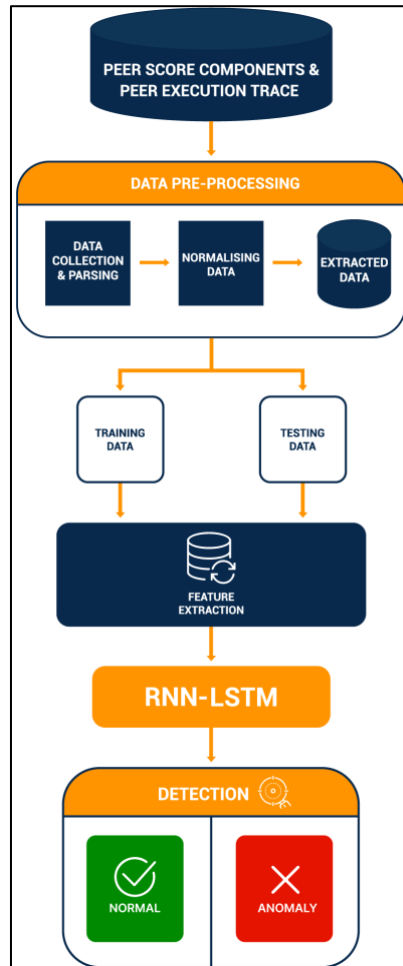 PEER SCORE COMPONENTS &
PEER EXECUTION TRACE
DATA PRE-PROCESSING
DATA
COLLECTION
& PARSING
NORMALISING
DATA
EXTRACTED
DATA
TRAINING
DATA
TESTING
DATA
FEATURE
EXTRACTION
RNN-LSTM
DETECTION
NORMAL
ANOMALY